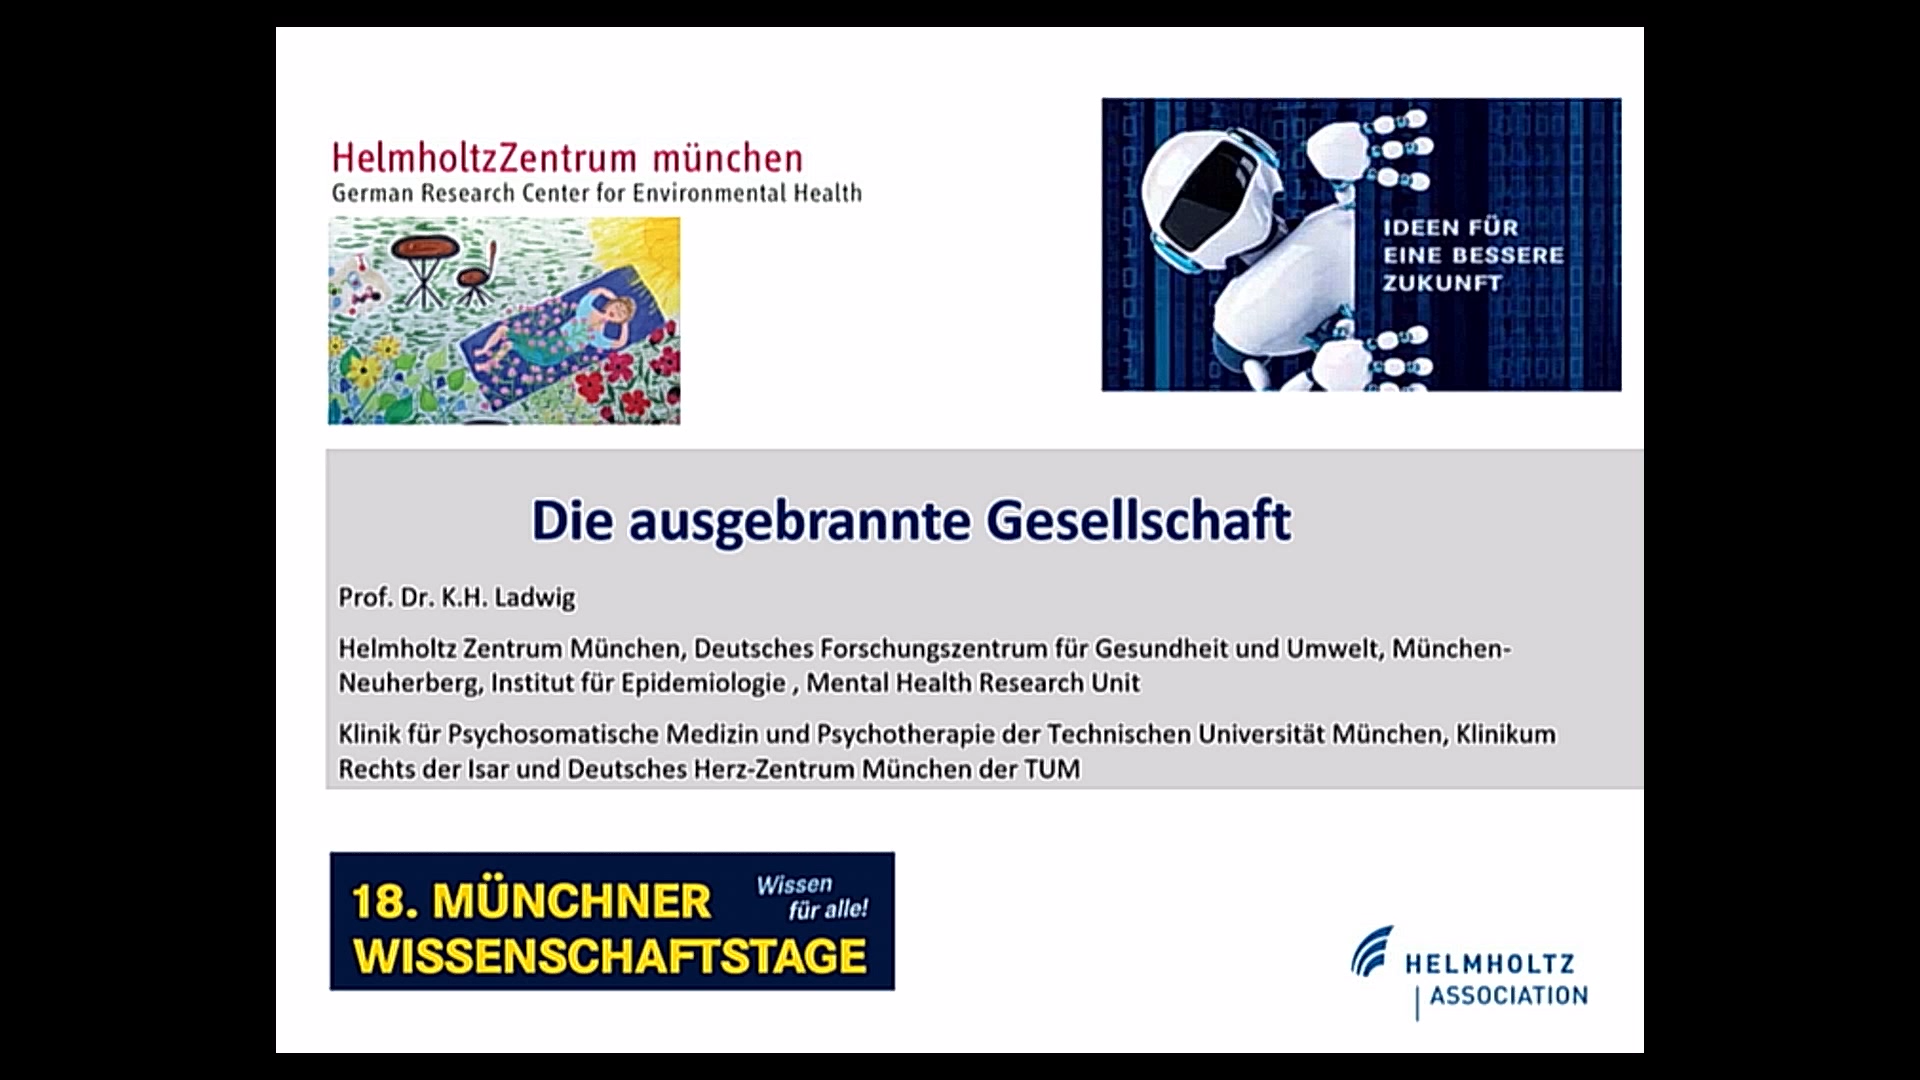 HelmholtzZentrum münchen
German Research Center for Environmental Health
IDEEN FÜR
EINE BESSERE
ZUKUNFT
Die ausgebrannte Gesellschaft
Prof. Dr. K.H. Ladwig
Helmholtz Zentrum München, Deutsches Forschungszentrum für Gesundheit und Umwelt, München-
Neuherberg, Institut für Epidemiologie , Mental Health Research Unit
Klinik für Psychosomatische Medizin und Psychotherapie der Technischen Universität München, Klinikum
Rechts der Isar und Deutsches Herz-Zentrum München der TUM
18. MÜNCHNER
WISSENSCHAFTSTAGE
Wissen
für alle!
HELMHOLTZ
ASSOCIATION